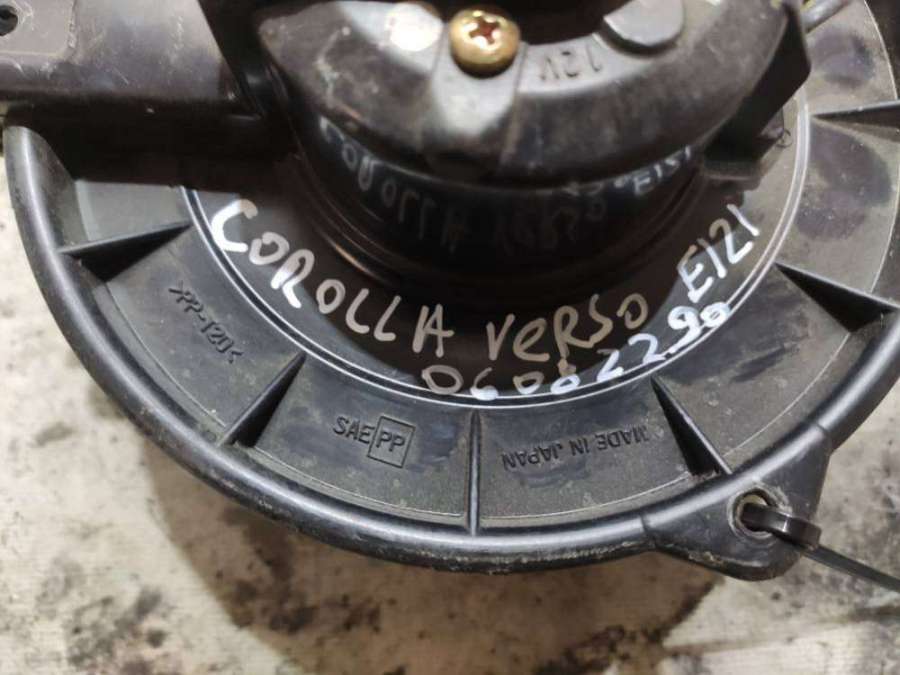 12V
COROLLA VERSO E121
06002290
>PP-T20<
SAE PP
MADE IN JAPAN